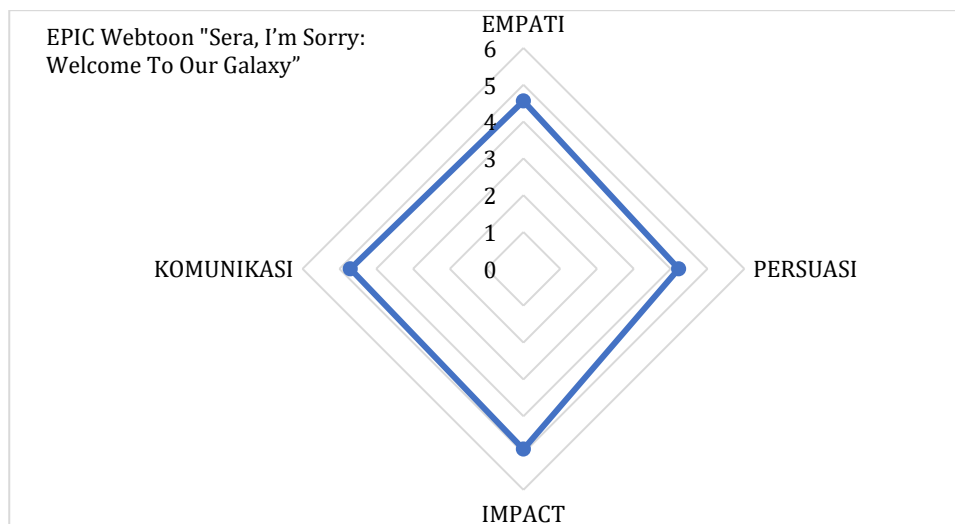 EPIC Webtoon "Sera, I’m Sorry:
Welcome To Our Galaxy”
EMPATI
6
5
4
3
2
1
0
KOMUNIKASI
PERSUASI
IMPACT